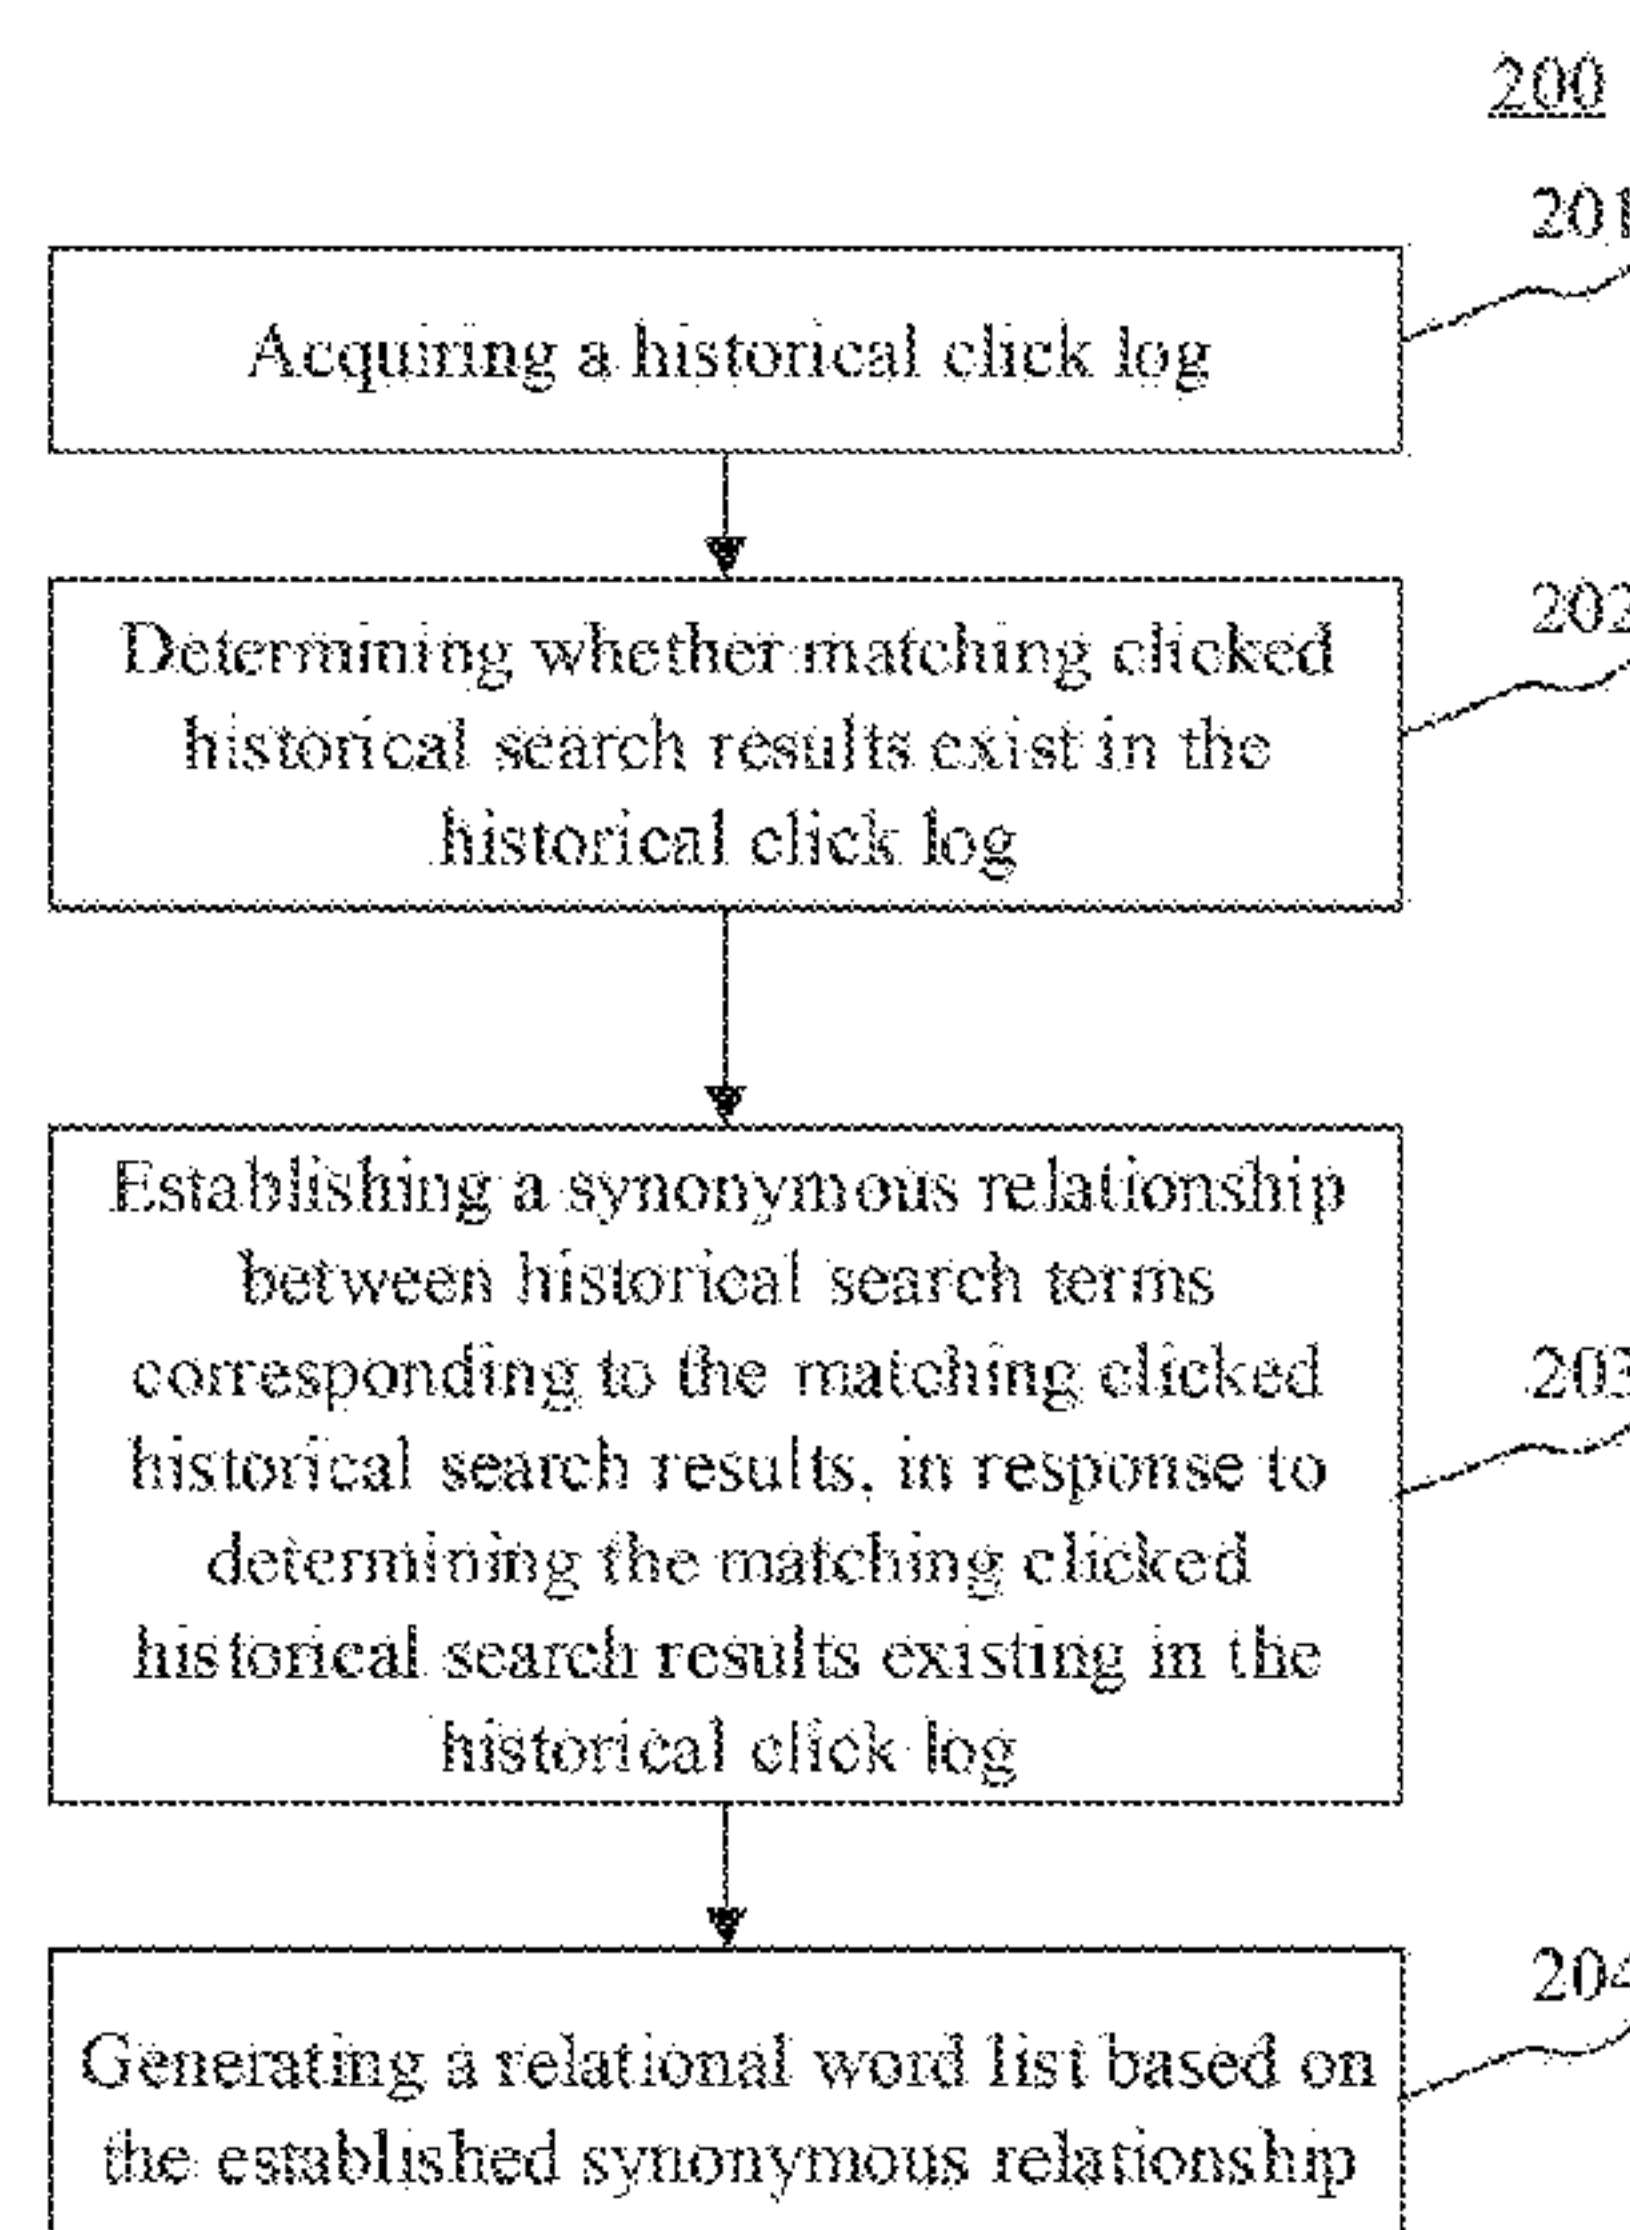 200
201
Acquiring a historical click log
202
Determining whether matching clicked
historical search results exist in the
historical click log
Establishing a synonymous relationship
between historical search terms
corresponding to the matching clicked
203
historical search results, in response to
determining the matching clicked
historical search results existing in the
historical click log
204
Generating a relational word list based on
the established synonymous relationship